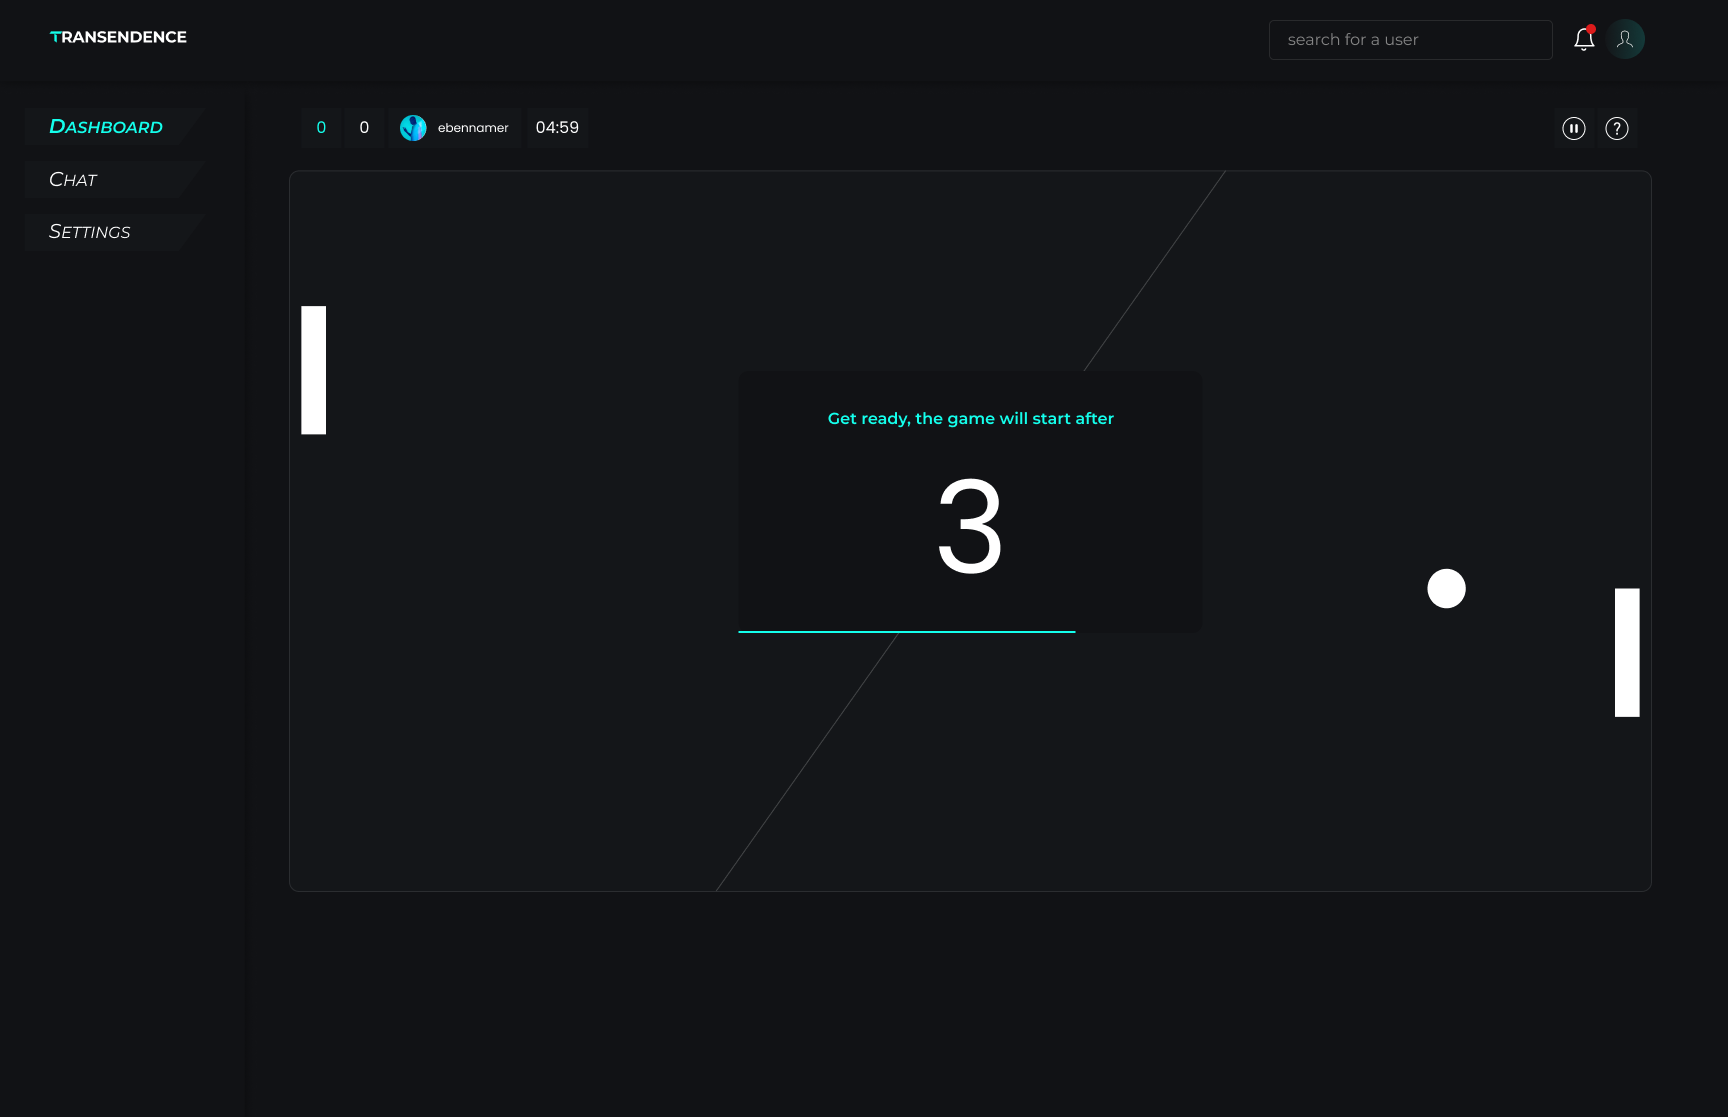 TRANSENDENCE
search for a user
DASHBOARD
CHAT
SETTINGS
0 0 ebennamer 04:59
?
Get ready, the game will start after
3